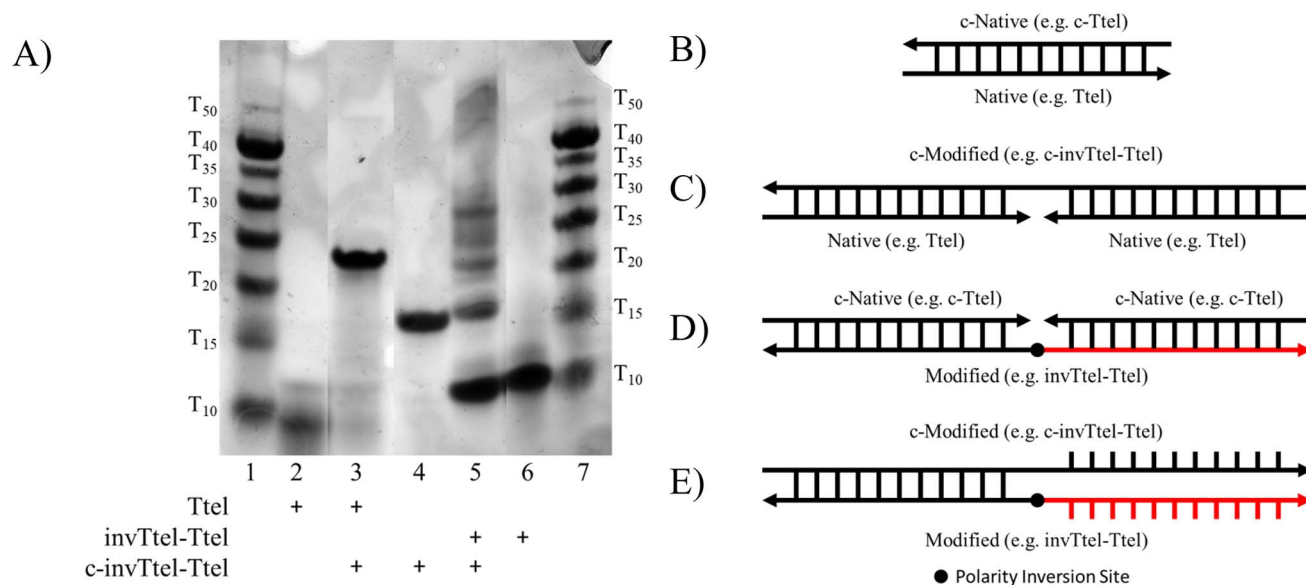 A)
T50
T40
T35
T30
T25
T20
T15
T10
T50
T40
T35
T30
T25
T20
T15
T10
1 2 3 4 5 6 7
Ttel + +
invTtel-Ttel + +
c-invTtel-Ttel + + +
B)
c-Native (e.g. c-Ttel)
Native (e.g. Ttel)
C)
c-Modified (e.g. c-invTtel-Ttel)
Native (e.g. Ttel) Native (e.g. Ttel)
D)
c-Native (e.g. c-Ttel) c-Native (e.g. c-Ttel)
Modified (e.g. invTtel-Ttel)
E)
c-Modified (e.g. c-invTtel-Ttel)
Modified (e.g. invTtel-Ttel)
Polarity Inversion Site